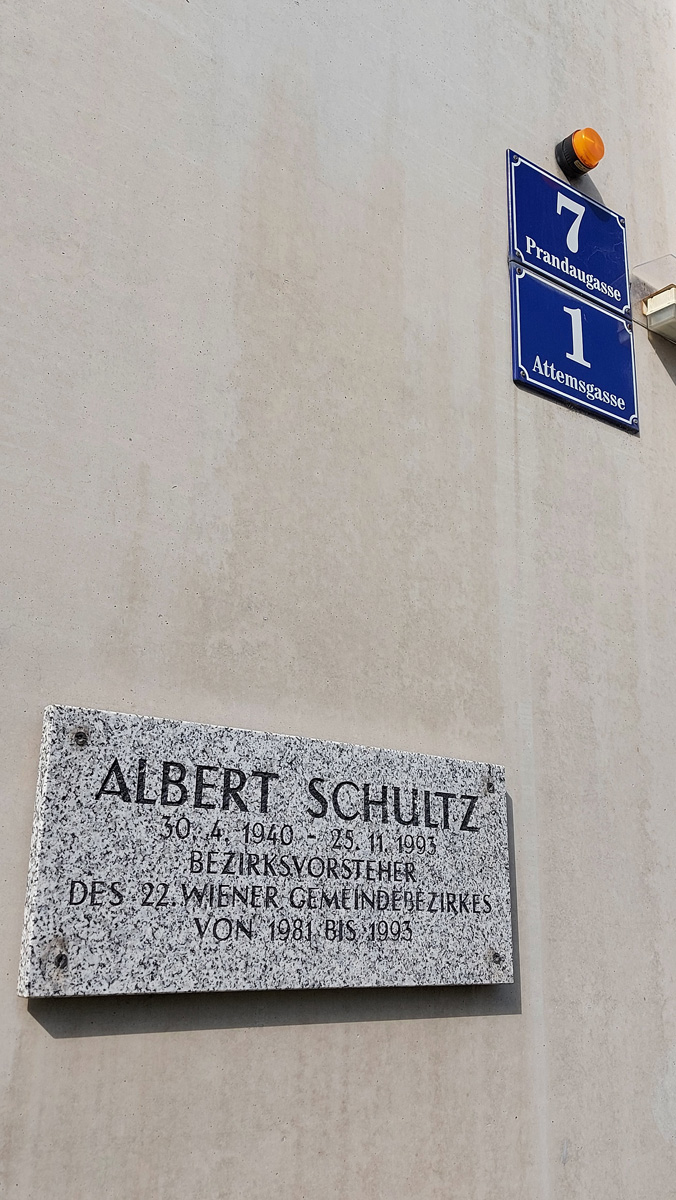 7
Prandaugasse
1
Attemsgasse
ALBERT SCHULTZ
30. 4. 1940 - 25. 11. 1993
BEZIRKSVORSTEHER
DES 22. WIENER GEMEINDEBEZIRKES
VON 1981 BIS 1993